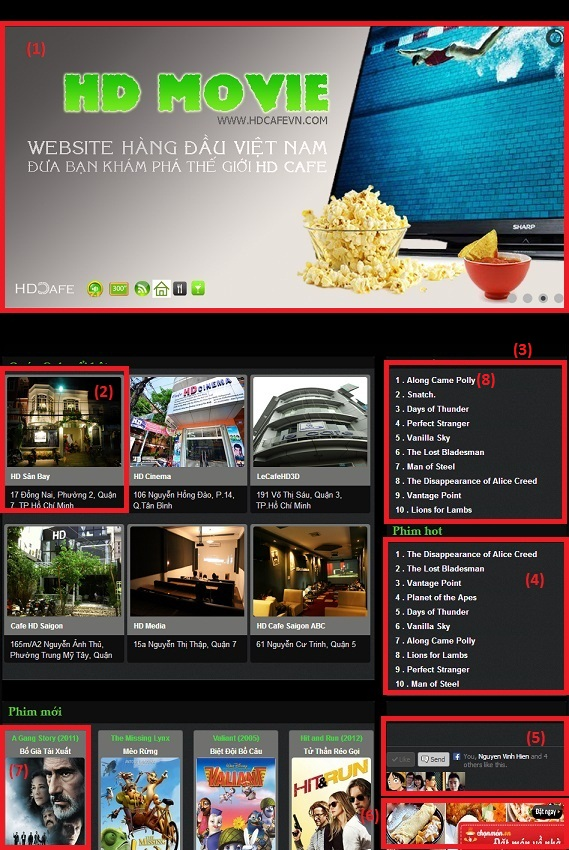 (1)
HD MOVIE
WWW.HDCAFEVN.COM
WEBSITE HÀNG ĐẦU VIỆT NAM
ĐƯA BẠN KHÁM PHÁ THẾ GIỚI HD CAFE
SHARP
HD CAFE
300°
(3)
(2)
HD Sân Bay
17 Đồng Nai, Phường 2, Quận
7, TP Hồ Chí Minh
HD CINEMA
HD Cinema
106 Nguyễn Hồng Đào, P.14,
Q.Tân Bình
LeCafeHD3D
191 Võ Thị Sáu, Quận 3,
TP.Hồ Chí Minh
1 . Along Came Polly (8)
2 . Snatch.
3 . Days of Thunder
4 . Perfect Stranger
5 . Vanilla Sky
6 . The Lost Bladesman
7 . Man of Steel
8 . The Disappearance of Alice Creed
9 . Vantage Point
10 . Lions for Lambs
HD
Cafe HD Saigon
165m/A2 Nguyễn Ảnh Thủ,
Phường Trung Mỹ Tây, Quận
HD Media
15a Nguyễn Thị Thập, Quận 7
HD Cafe Saigon ABC
61 Nguyễn Cư Trinh, Quận 5
Phim hot
(4)
1 . The Disappearance of Alice Creed
2 . The Lost Bladesman
3 . Vantage Point
4 . Planet of the Apes
5 . Days of Thunder
6 . Vanilla Sky
7 . Along Came Polly
8 . Lions for Lambs
9 . Perfect Stranger
10 . Man of Steel
Phim mới
A Gang Story (2011)
Bố Già Tái Xuất
(7)
The Missing Lynx
Mèo Rừng
MISSING
Valiant (2005)
Biệt Đội Bồ Câu
VALIANT
Hit and Run (2012)
Tử Thần Réo Gọi
HIT & RUN
(5)
Like
Send
You, Nguyen Vinh Hien and 4
others like this.
(6)
Đặt ngay
chonmon.vn
Đặt món về nhà